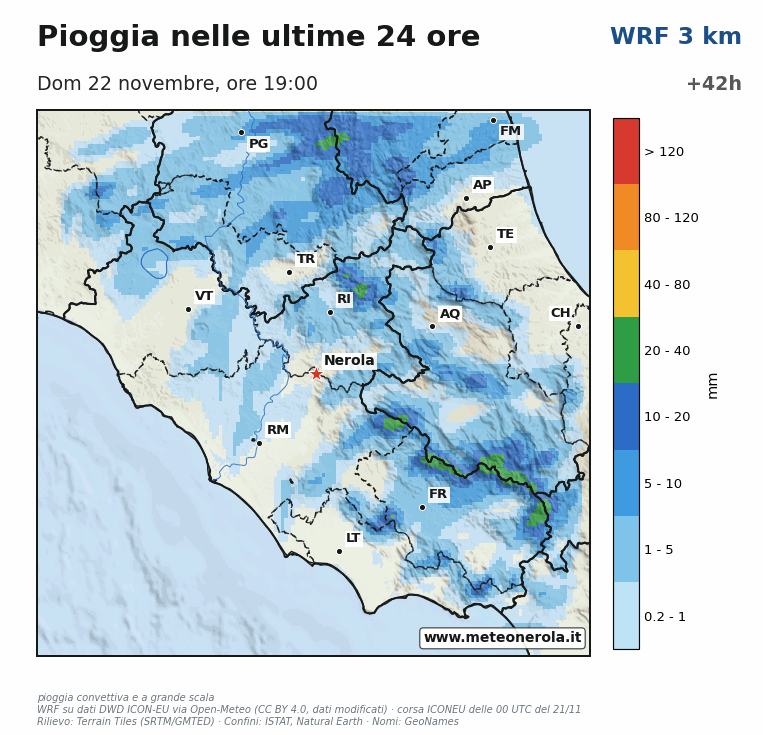 Pioggia nelle ultime 24 ore
WRF 3 km
Dom 22 novembre, ore 19:00
+42h
PG
FM
AP
TE
TR
VT
RI
AQ
CH.
Nerola
RM
FR
LT
www.meteonerola.it
> 120
80 - 120
40 - 80
20 - 40
10 - 20
5 - 10
1 - 5
0.2 - 1
mm
pioggia convettiva e a grande scala
WRF su dati DWD ICON-EU via Open-Meteo (CC BY 4.0, dati modificati) · corsa ICONEU delle 00 UTC del 21/11
Rilievo: Terrain Tiles (SRTM/GMTED) · Confini: ISTAT, Natural Earth · Nomi: GeoNames